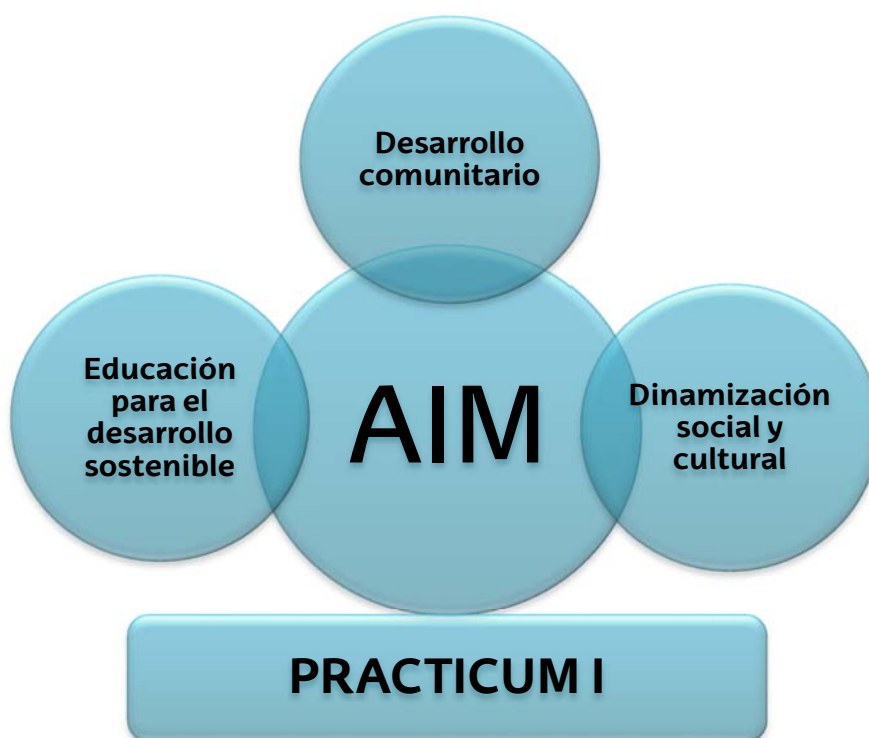 Desarrollo
comunitario
Educación
para el
desarrollo
sostenible
AIM
Dinamización
social y
cultural
PRACTICUM I